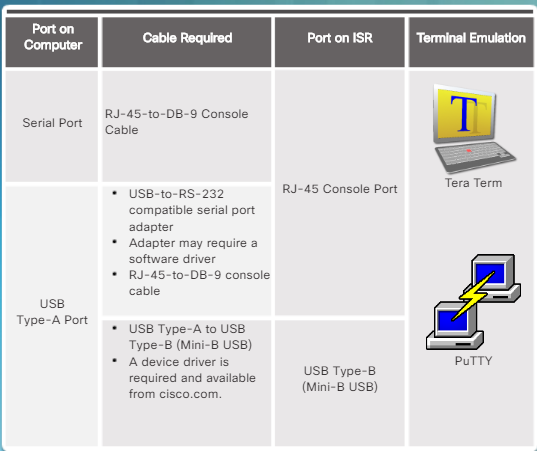 Port on
Computer
Cable Required
Port on ISR
Terminal Emulation
Serial Port
RJ-45-to-DB-9 Console
Cable
RJ-45 Console Port
T
Tera Term
USB
Type-A Port
• USB-to-RS-232
compatible serial port
adapter
• Adapter may require a
software driver
• RJ-45-to-DB-9 console
cable
• USB Type-A to USB
Type-B (Mini-B USB)
• A device driver is
required and available
from cisco.com.
USB Type-B
(Mini-B USB)
PuTTY